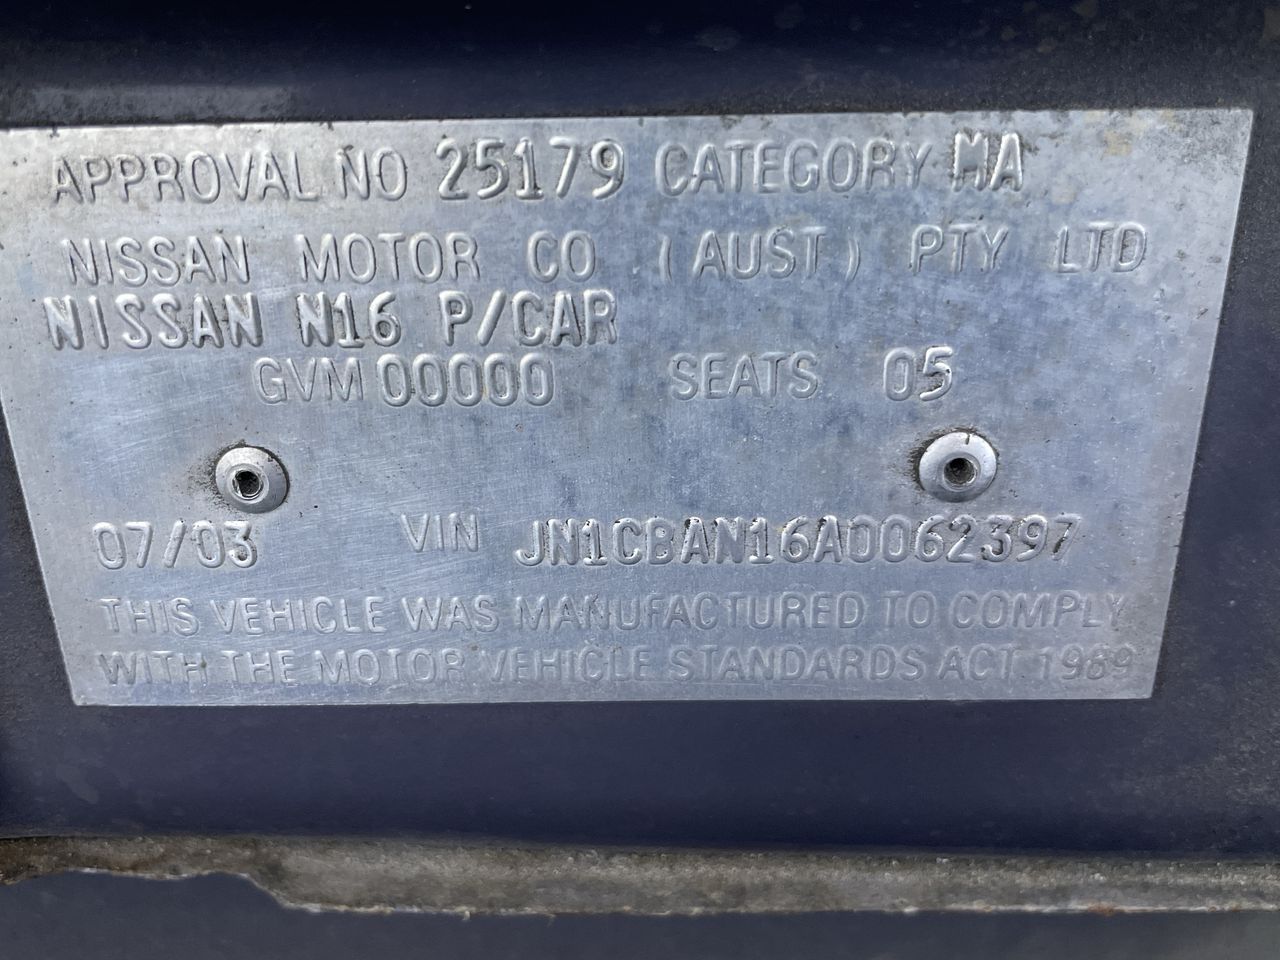 APPROVAL NO 25179 CATEGORY MA
NISSAN MOTOR CO (AUST) PTY LTD
NISSAN N16 P/CAR
GVM 00000 SEATS 05
07/03 VIN JN1CBAN16A0062397
THIS VEHICLE WAS MANUFACTURED TO COMPLY
WITH THE MOTOR VEHICLE STANDARDS ACT 1989